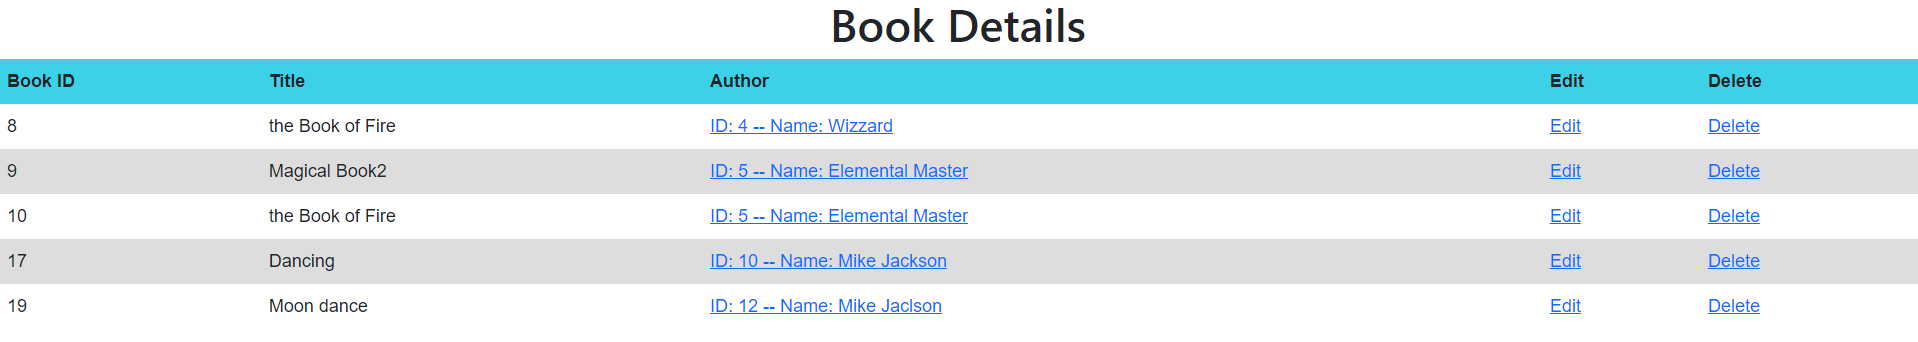 Book Details
Book ID Title Author Edit Delete
8 the Book of Fire ID: 4 -- Name: Wizzard Edit Delete
9 Magical Book2 ID: 5 -- Name: Elemental Master Edit Delete
10 the Book of Fire ID: 5 -- Name: Elemental Master Edit Delete
17 Dancing ID: 10 -- Name: Mike Jackson Edit Delete
19 Moon dance ID: 12 -- Name: Mike Jaclson Edit Delete